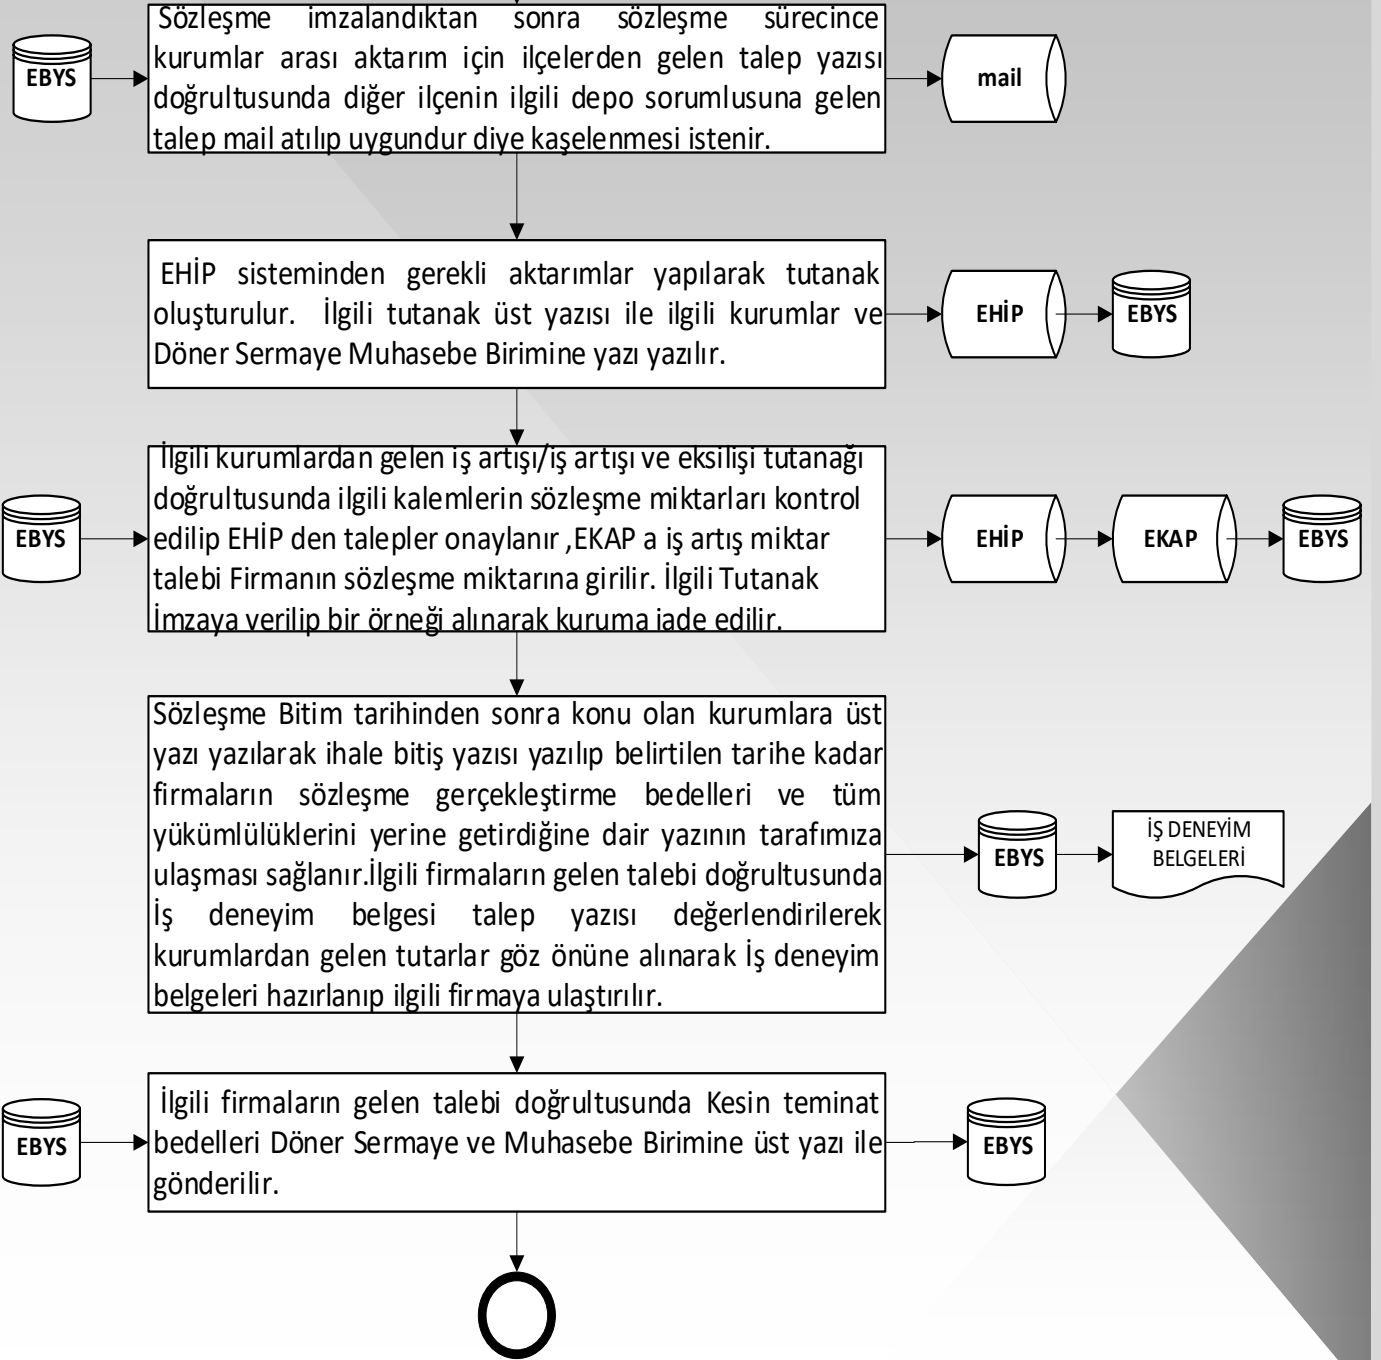 Sözleşme imzalandıktan sonra sözleşme sürecince
kurumlar arası aktarım için ilçelerden gelen talep yazısı
doğrultusunda diğer ilçenin ilgili depo sorumlusuna gelen
talep mail atılıp uygundur diye kaşelenmesi istenir.
EBYS
mail
EHİP sisteminden gerekli aktarımlar yapılarak tutanak
oluşturulur. İlgili tutanak üst yazısı ile ilgili kurumlar ve
Döner Sermaye Muhasebe Birimine yazı yazılır.
EHİP
EBYS
İlgili kurumlardan gelen iş artışı/iş artışı ve eksilişi tutanağı
doğrultusunda ilgili kalemlerin sözleşme miktarları kontrol
edilip EHİP den talepler onaylanır ,EKAP a iş artış miktar
talebi Firmanın sözleşme miktarına girilir. İlgili Tutanak
İmzaya verilip bir örneği alınarak kuruma iade edilir.
EBYS
EHİP
EKAP
EBYS
Sözleşme Bitim tarihinden sonra konu olan kurumlara üst
yazı yazılarak ihale bitiş yazısı yazılıp belirtilen tarihe kadar
firmaların sözleşme gerçekleştirme bedelleri ve tüm
yükümlülüklerini yerine getirdiğine dair yazının tarafımıza
ulaşması sağlanır.İlgili firmaların gelen talebi doğrultusunda
İş deneyim belgesi talep yazısı değerlendirilerek
kurumlardan gelen tutarlar göz önüne alınarak İş deneyim
belgeleri hazırlanıp ilgili firmaya ulaştırılır.
EBYS
İŞ DENEYİM
BELGELERİ
İlgili firmaların gelen talebi doğrultusunda Kesin teminat
bedelleri Döner Sermaye ve Muhasebe Birimine üst yazı ile
gönderilir.
EBYS
EBYS